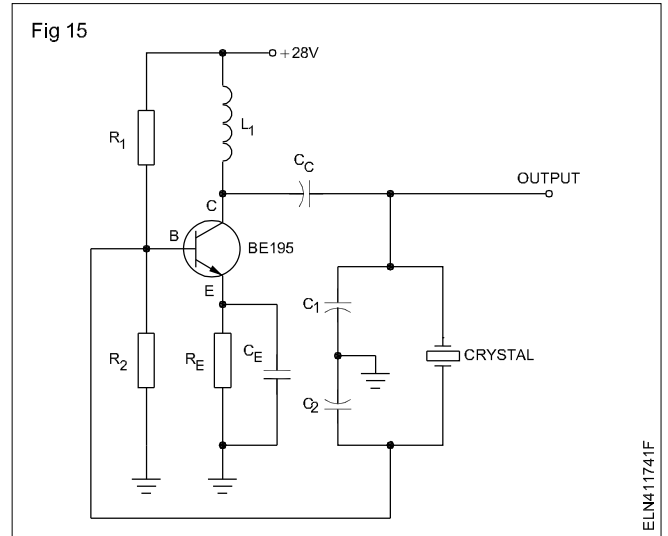 Fig 15
+28V
R1
L1
CC
OUTPUT
C
B
BE195
E
C1
R2
RE
CE
CRYSTAL
C2
ELN411741F